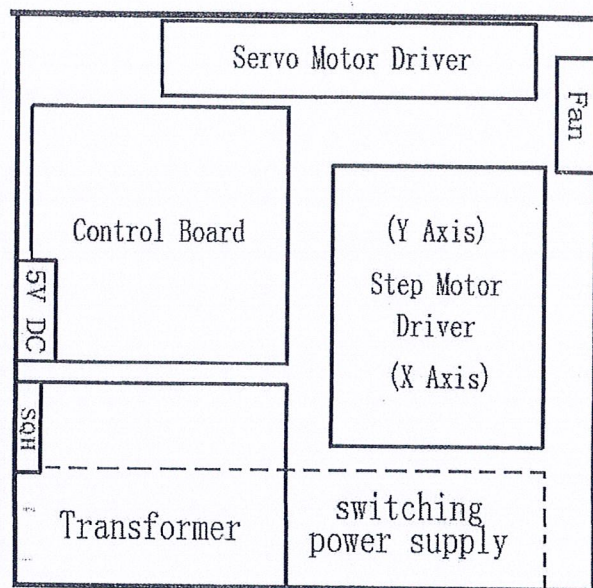 Servo Motor Driver
Fan
Control Board
(Y Axis)
Step Motor
Driver
(X Axis)
5V DC
SQH
Transformer
switching
power supply